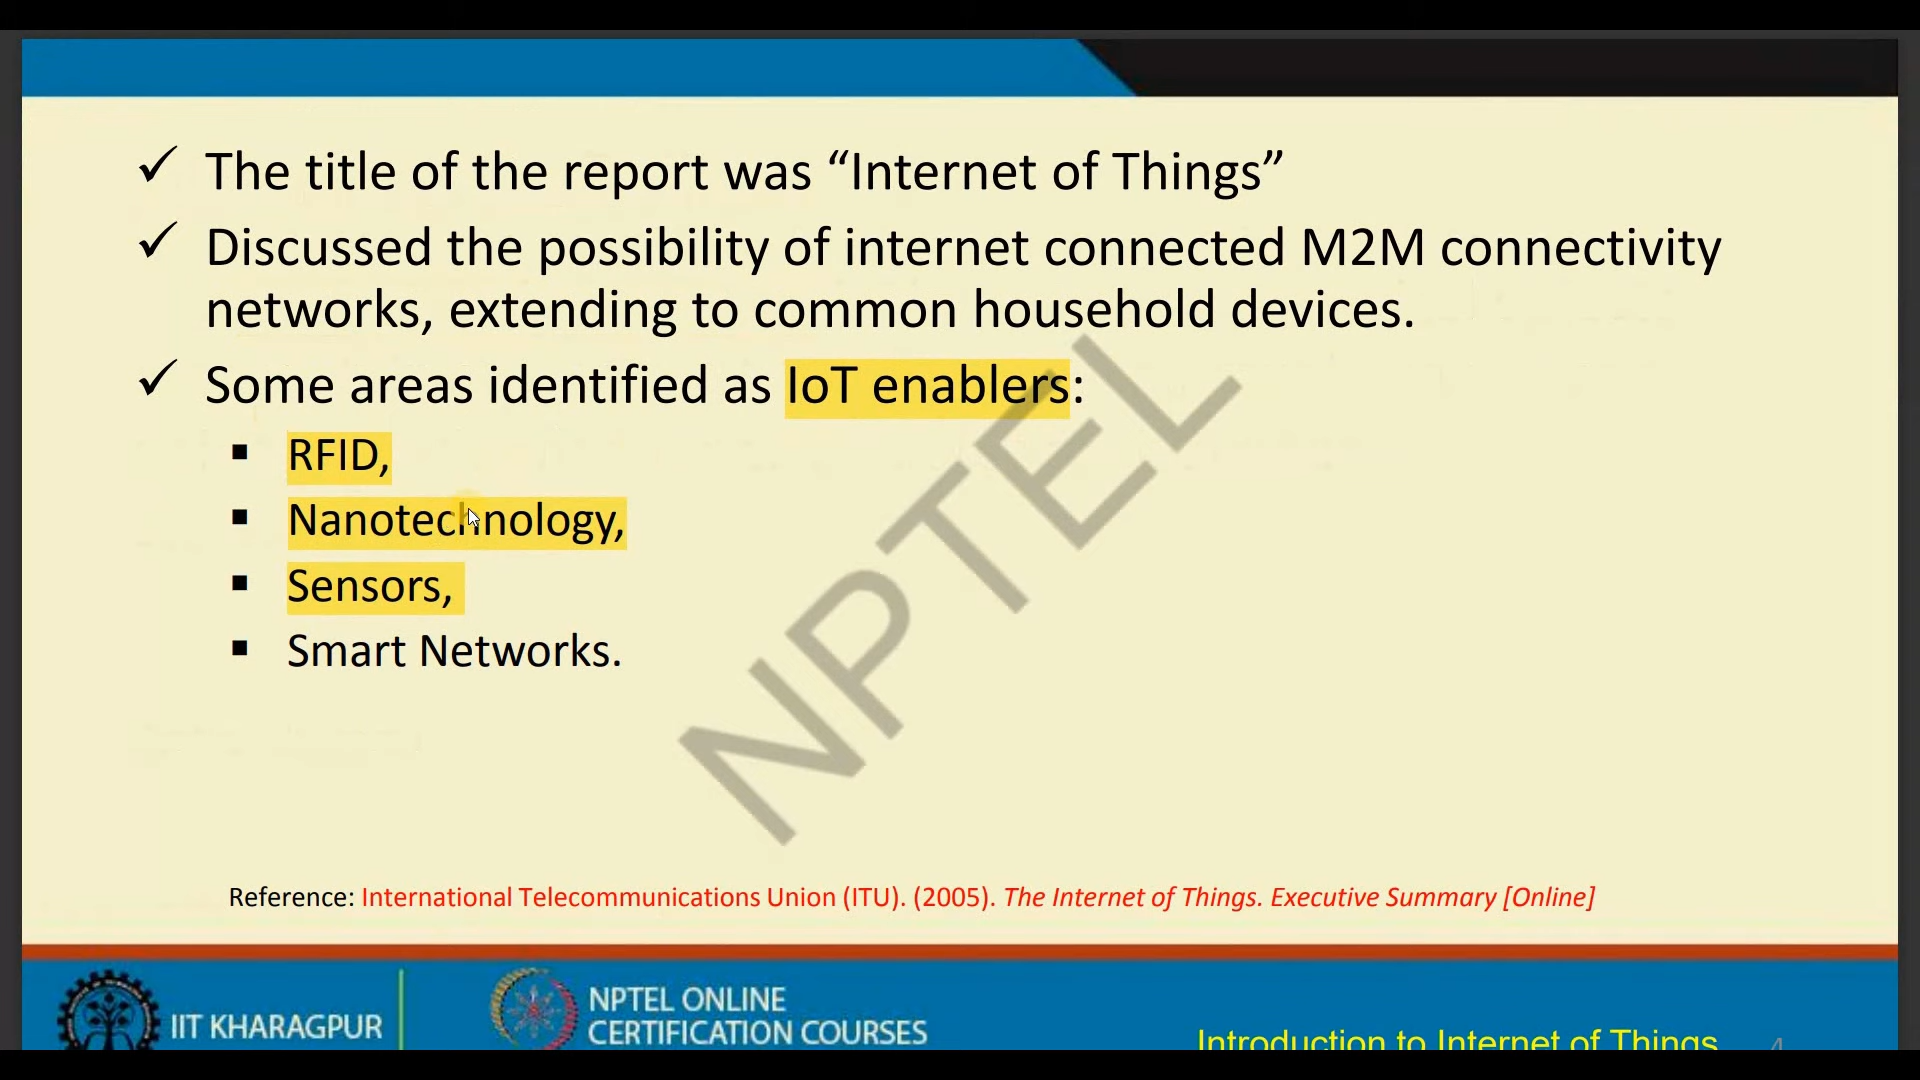 ✓ The title of the report was “Internet of Things”
✓ Discussed the possibility of internet connected M2M connectivity
networks, extending to common household devices.
✓ Some areas identified as IoT enablers:
▪ RFID,
▪ Nanotechnology,
▪ Sensors,
▪ Smart Networks.
NPTEL
Reference: International Telecommunications Union (ITU). (2005). The Internet of Things. Executive Summary [Online]
IIT KHARAGPUR
NPTEL ONLINE
CERTIFICATION COURSES
Introduction to Internet of Things
4